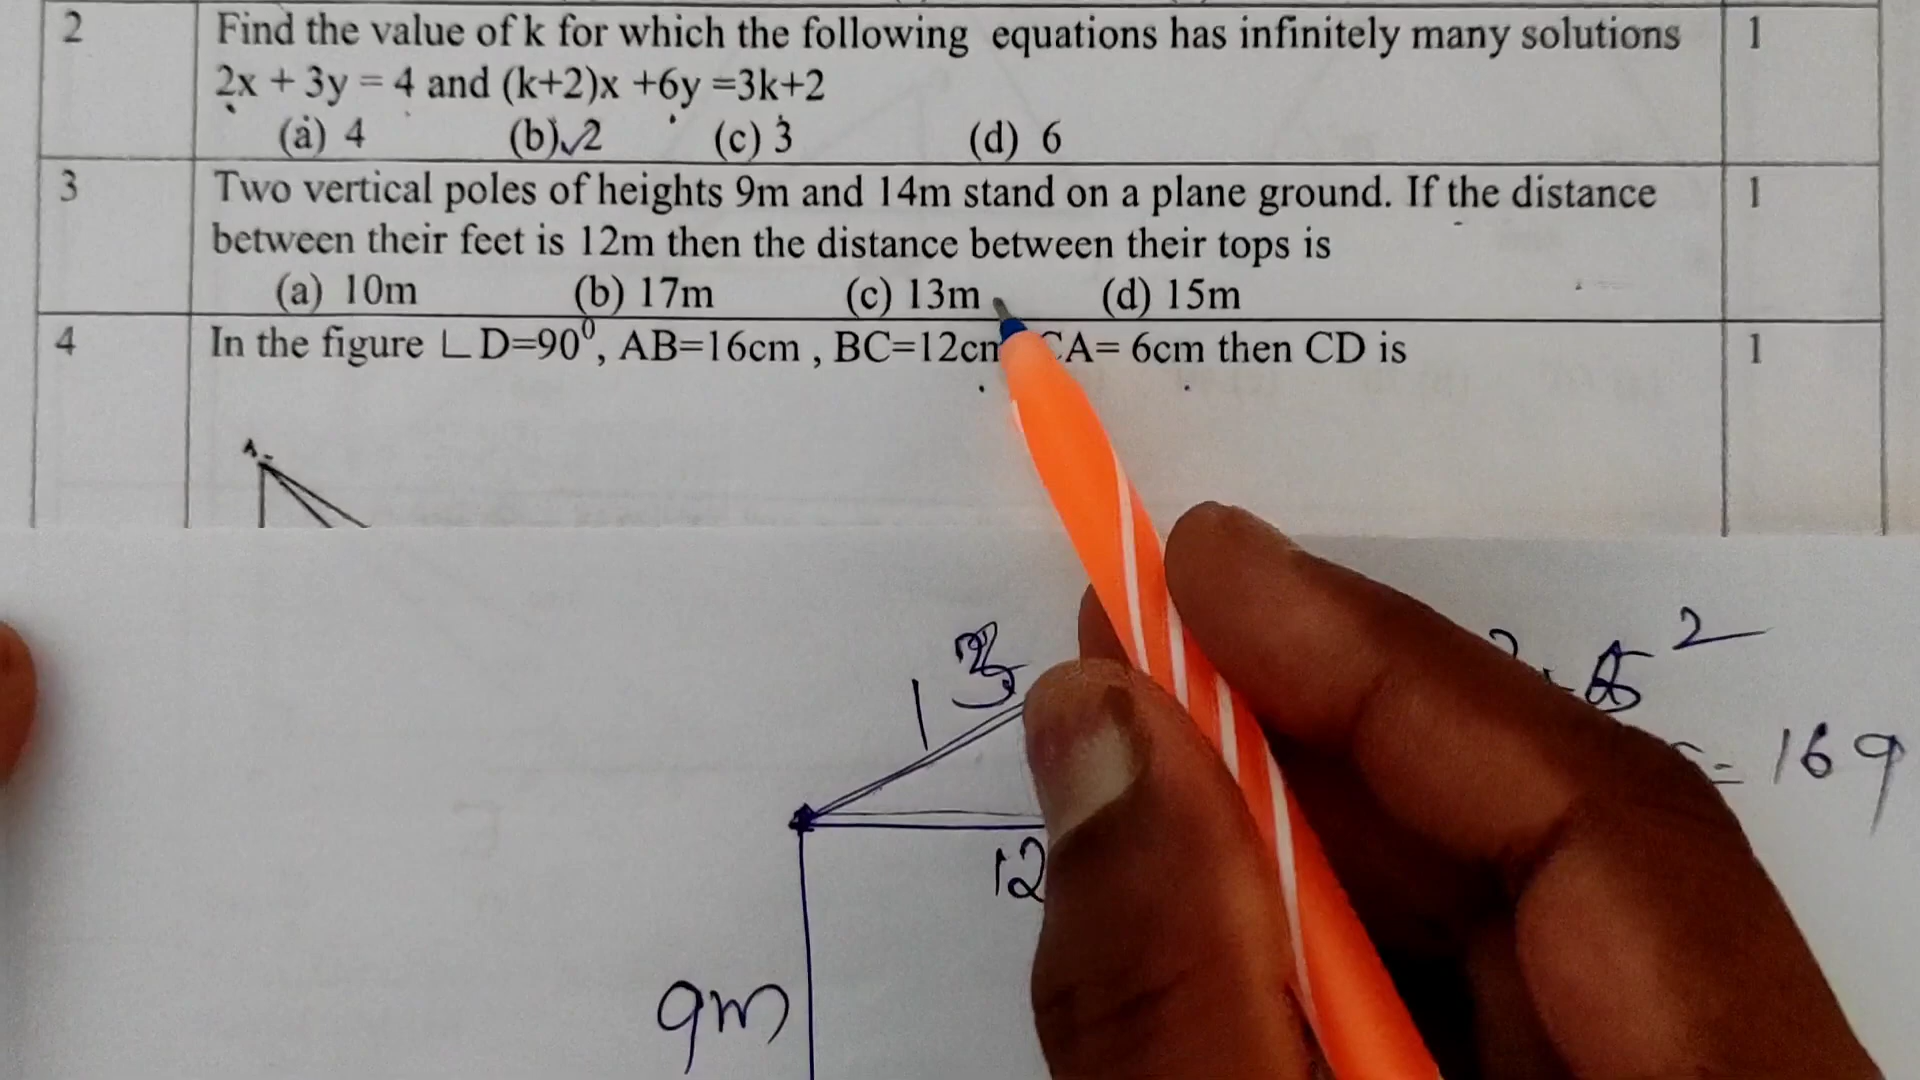 2 Find the value of k for which the following equations has infinitely many solutions 1
2x + 3y = 4 and (k+2)x +6y =3k+2
(a) 4 (b) 2 (c) 3 (d) 6
3 Two vertical poles of heights 9m and 14m stand on a plane ground. If the distance 1
between their feet is 12m then the distance between their tops is
(a) 10m (b) 17m (c) 13m (d) 15m
4 In the figure ∟D=90⁰, AB=16cm , BC=12cm CA= 6cm then CD is 1
A
13
5²
= 169
12
9m